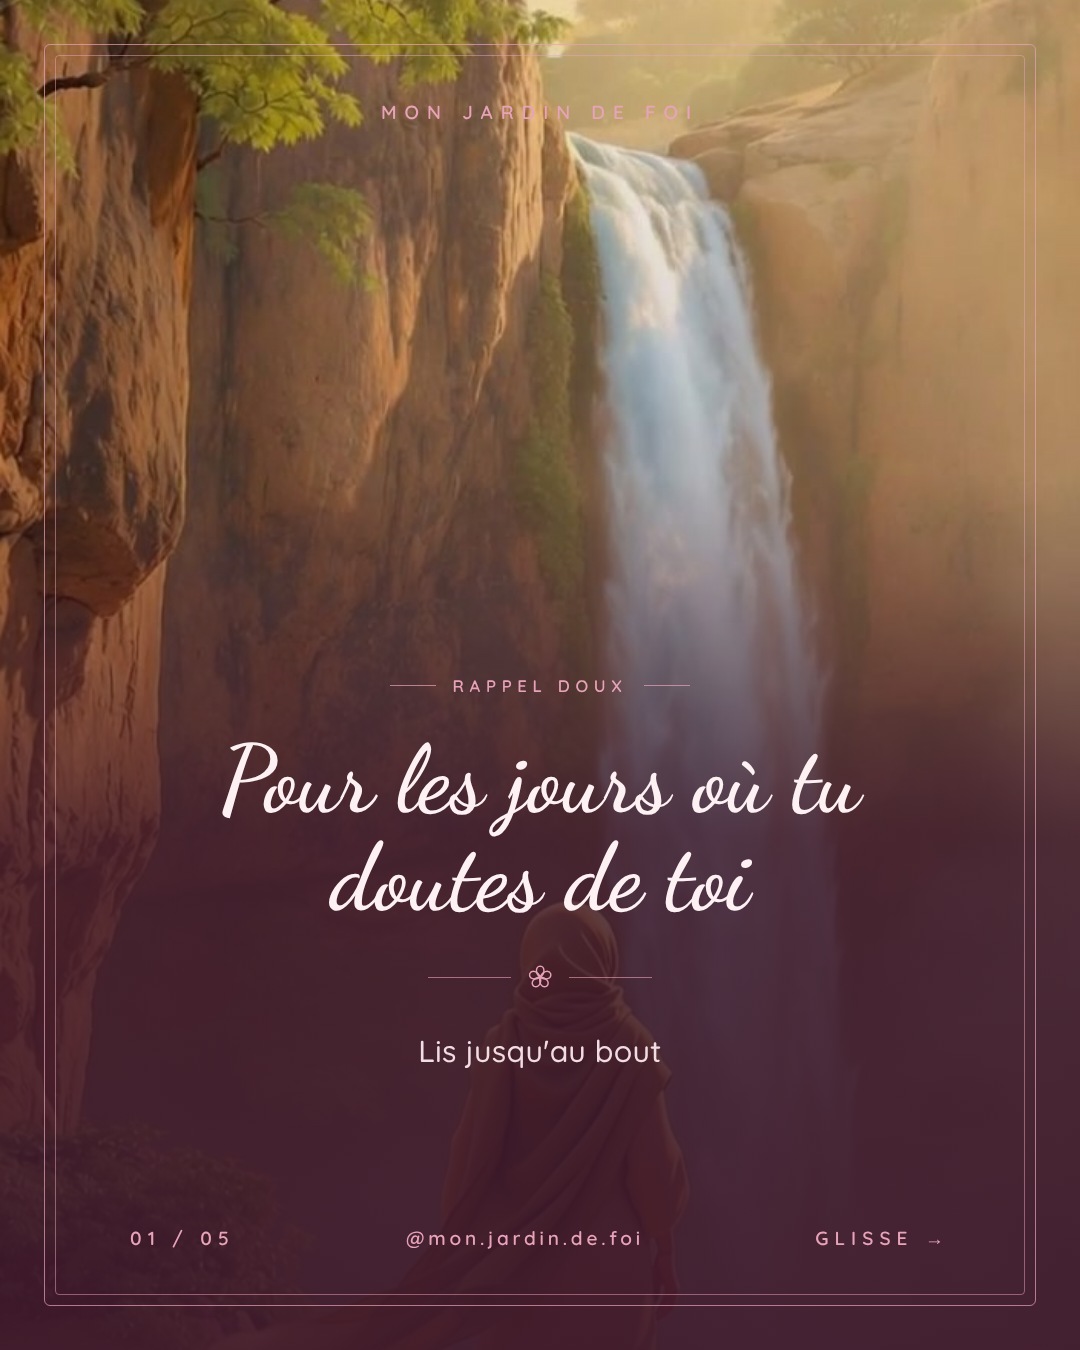 MON JARDIN DE FOI
RAPPEL DOUX
Pour les jours où tu
doutes de toi
Lis jusqu'au bout
01 / 05
@mon.jardin.de.foi
GLISSE →